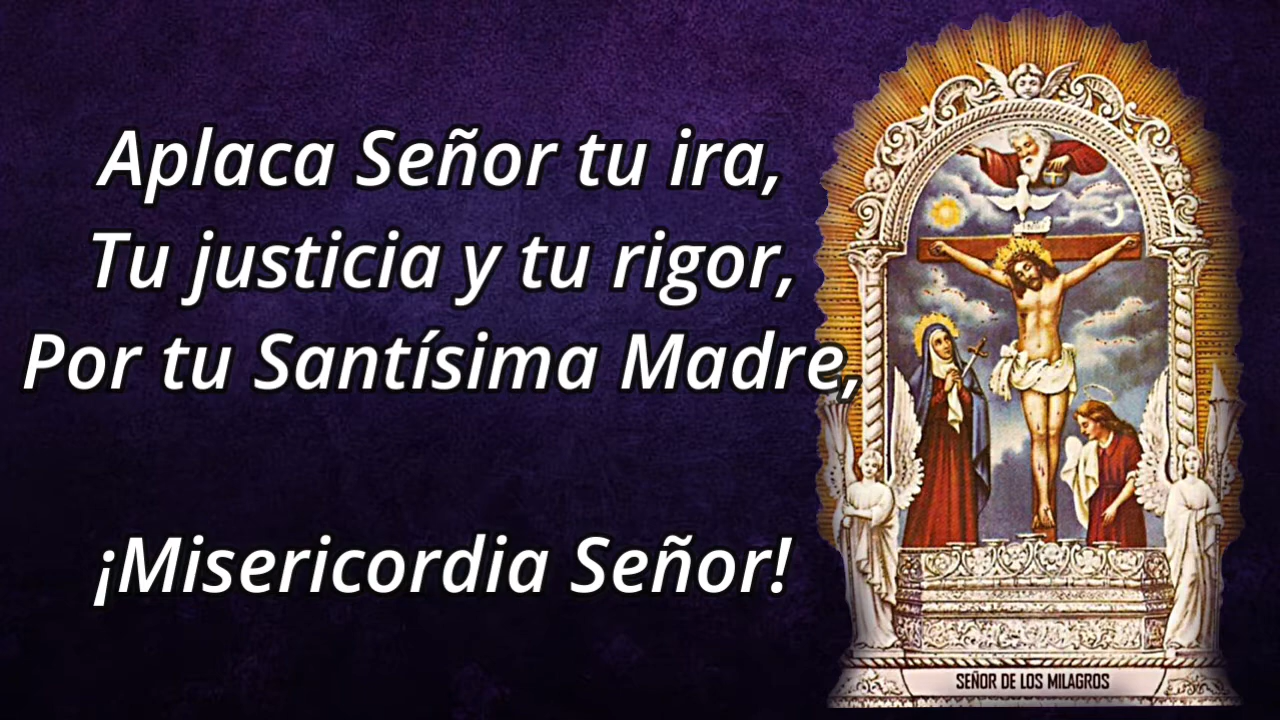 Aplaca Señor tu ira,
Tu justicia y tu rigor,
Por tu Santísima Madre,
¡Misericordia Señor!
SEÑOR DE LOS MILAGROS